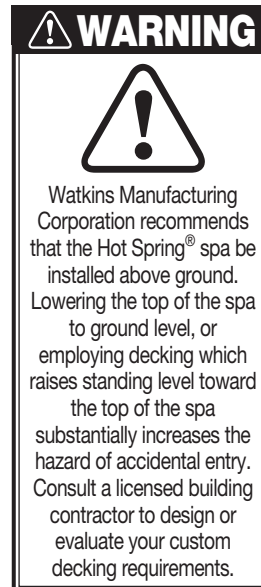 WARNING
Watkins Manufacturing
Corporation recommends
that the Hot Spring® spa be
installed above ground.
Lowering the top of the spa
to ground level, or
employing decking which
raises standing level toward
the top of the spa
substantially increases the
hazard of accidental entry.
Consult a licensed building
contractor to design or
evaluate your custom
decking requirements.